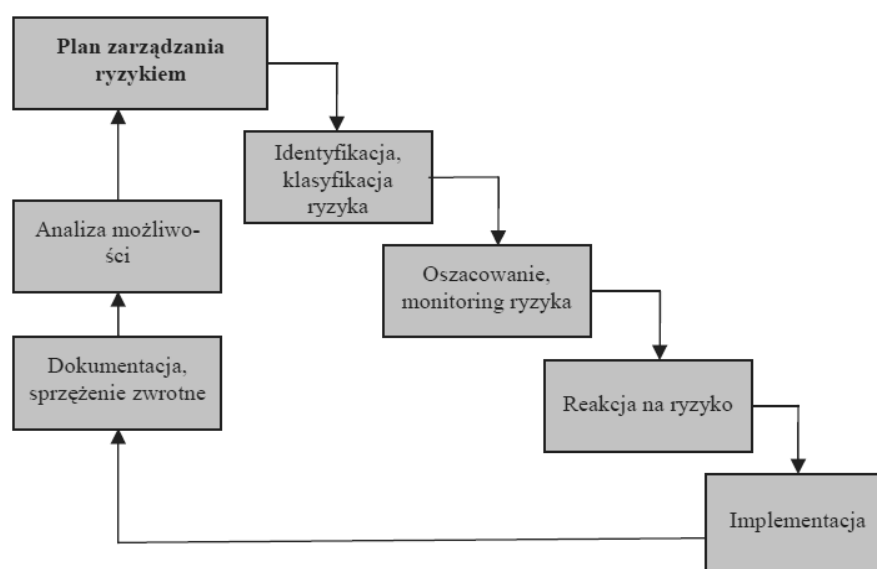 Plan zarządzania
ryzykiem
Identyfikacja,
klasyfikacja
ryzyka
Oszacowanie,
monitoring ryzyka
Reakcja na ryzyko
Implementacja
Dokumentacja,
sprzężenie zwrotne
Analiza możliwo-
ści